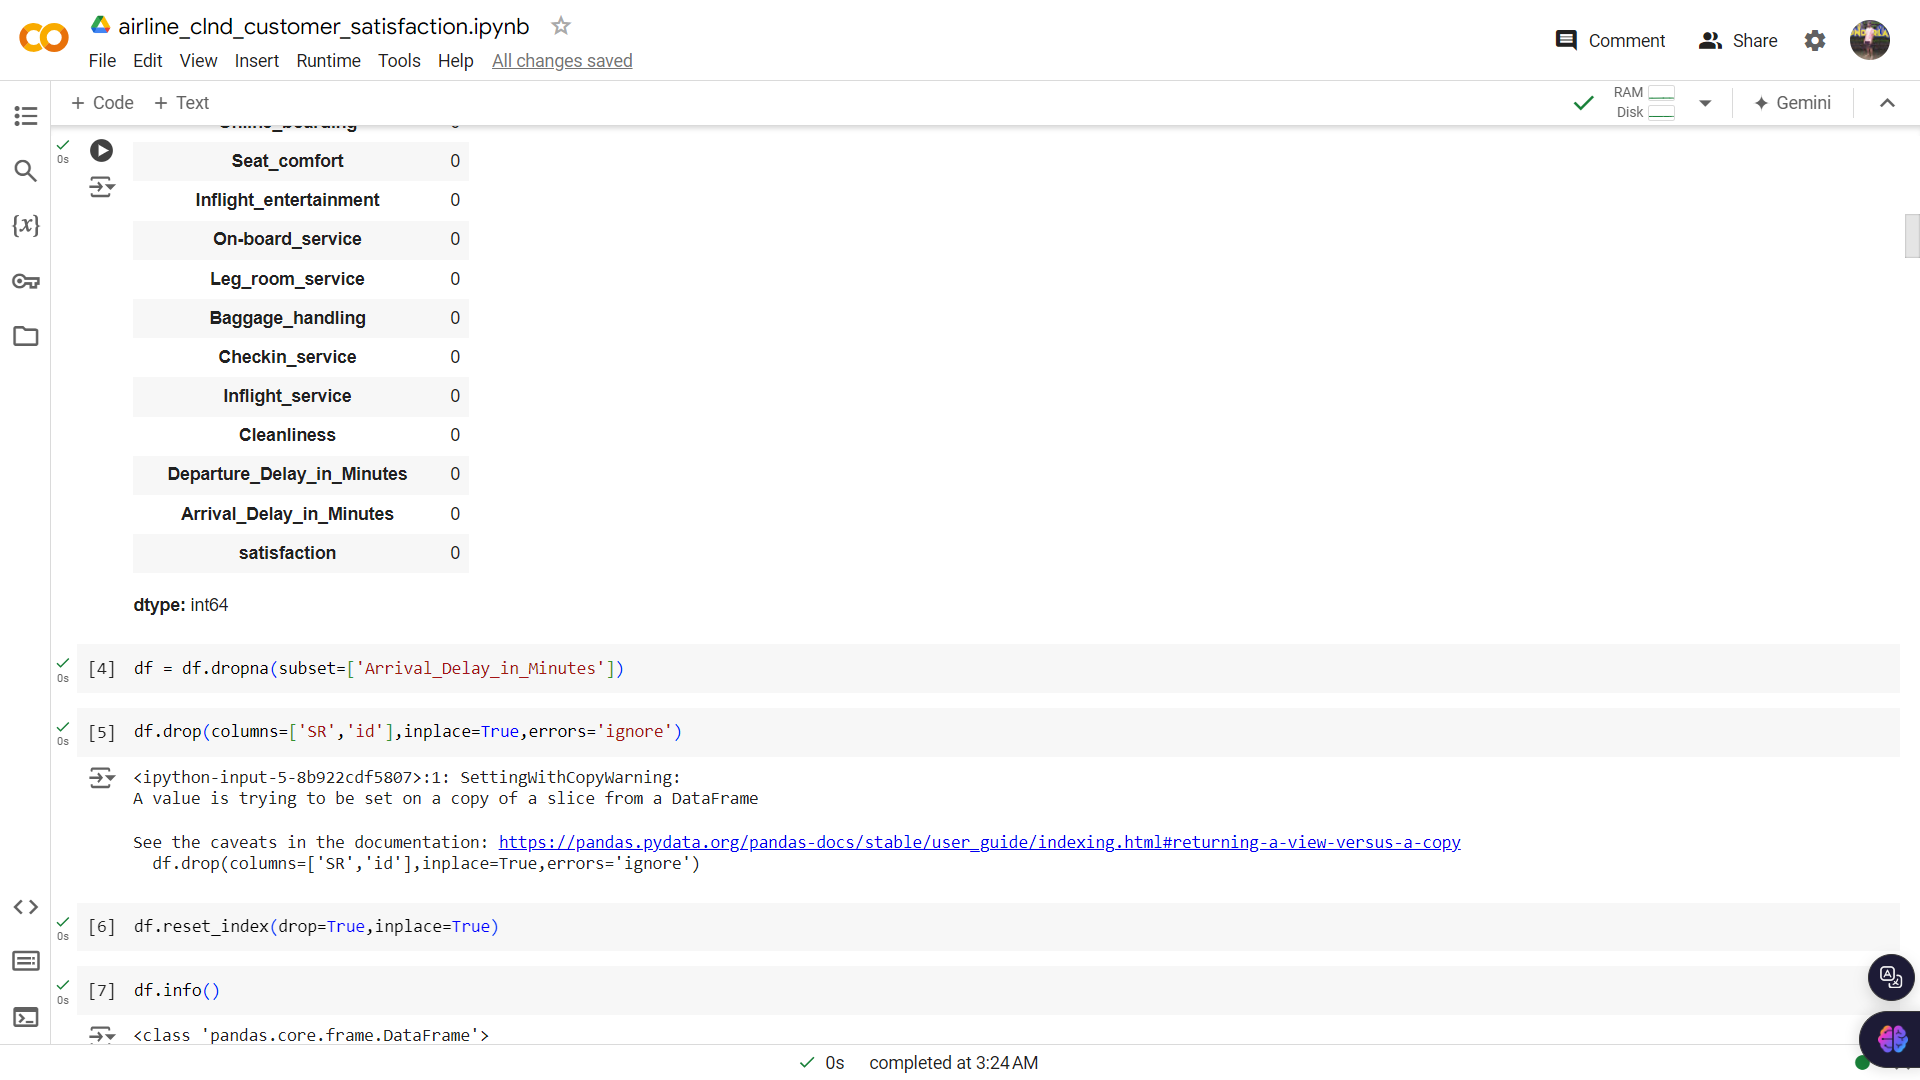 airline_clnd_customer_satisfaction.ipynb
File Edit View Insert Runtime Tools Help All changes saved
Comment
Share
+ Code + Text
RAM
Disk
Gemini
Online_boarding 0
0s
Seat_comfort 0
Inflight_entertainment 0
On-board_service 0
Leg_room_service 0
Baggage_handling 0
Checkin_service 0
Inflight_service 0
Cleanliness 0
Departure_Delay_in_Minutes 0
Arrival_Delay_in_Minutes 0
satisfaction 0
dtype: int64
[4] df = df.dropna(subset=['Arrival_Delay_in_Minutes'])
0s
[5] df.drop(columns=['SR','id'],inplace=True,errors='ignore')
0s
<ipython-input-5-8b922cdf5807>:1: SettingWithCopyWarning:
A value is trying to be set on a copy of a slice from a DataFrame
See the caveats in the documentation: https://pandas.pydata.org/pandas-docs/stable/user_guide/indexing.html#returning-a-view-versus-a-copy
df.drop(columns=['SR','id'],inplace=True,errors='ignore')
[6] df.reset_index(drop=True,inplace=True)
0s
[7] df.info()
0s
<class 'pandas.core.frame.DataFrame'>
0s completed at 3:24 AM